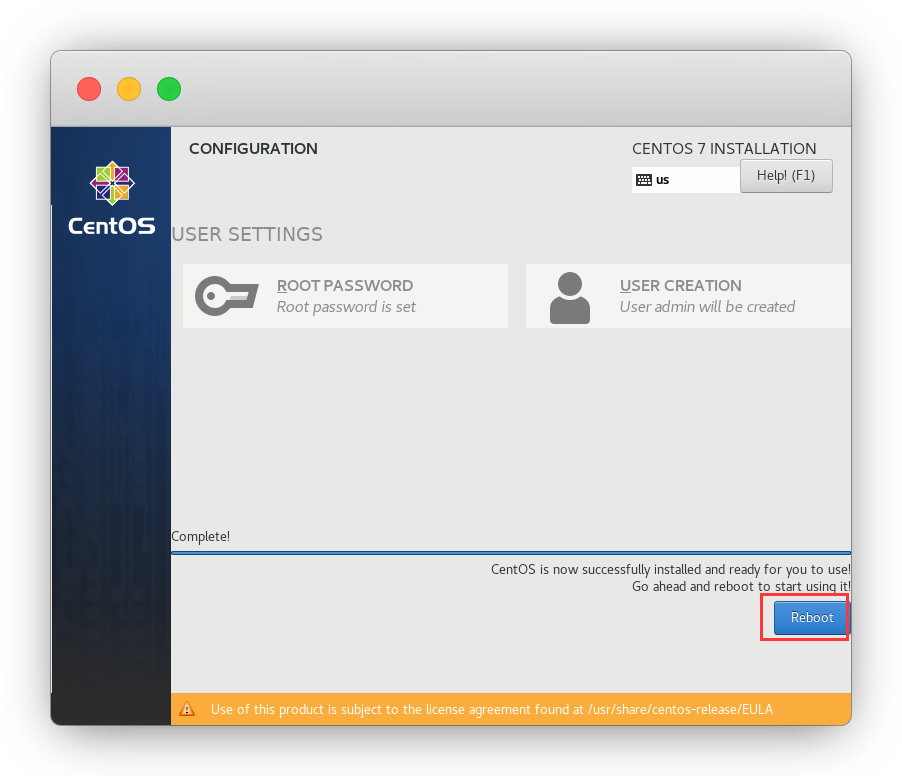 CONFIGURATION
CENTOS 7 INSTALLATION
us
Help! (F1)
CentOS
USER SETTINGS
ROOT PASSWORD
Root password is set
USER CREATION
User admin will be created
Complete!
CentOS is now successfully installed and ready for you to use!
Go ahead and reboot to start using it!
Reboot
Use of this product is subject to the license agreement found at /usr/share/centos-release/EULA